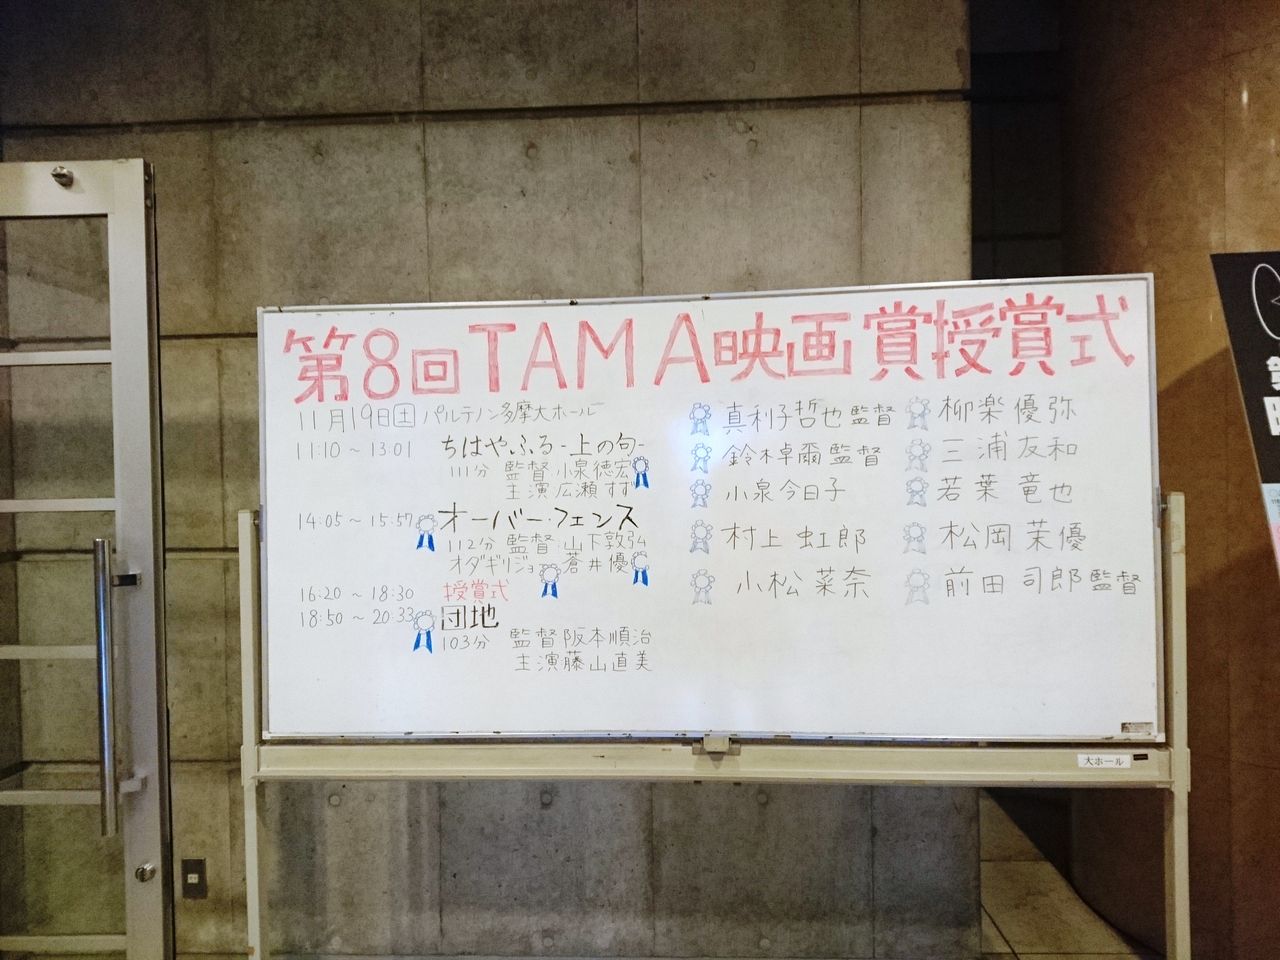 第8回TAMA映画賞授賞式
11月19日(土) パルテノン多摩大ホール
11:10～13:01 ちはやふる-上の句-
111分 監督 小泉徳宏
主演 広瀬すず
14:05～15:57 オーバー・フェンス
112分 監督:山下敦弘
オダギリジョー 蒼井優
16:20～18:30 授賞式
18:50～20:33 団地
103分 監督 阪本順治
主演 藤山直美
真利子哲也監督
鈴木卓爾監督
小泉今日子
村上虹郎
小松菜奈
柳楽優弥
三浦友和
若葉竜也
松岡茉優
前田司郎監督
大ホール